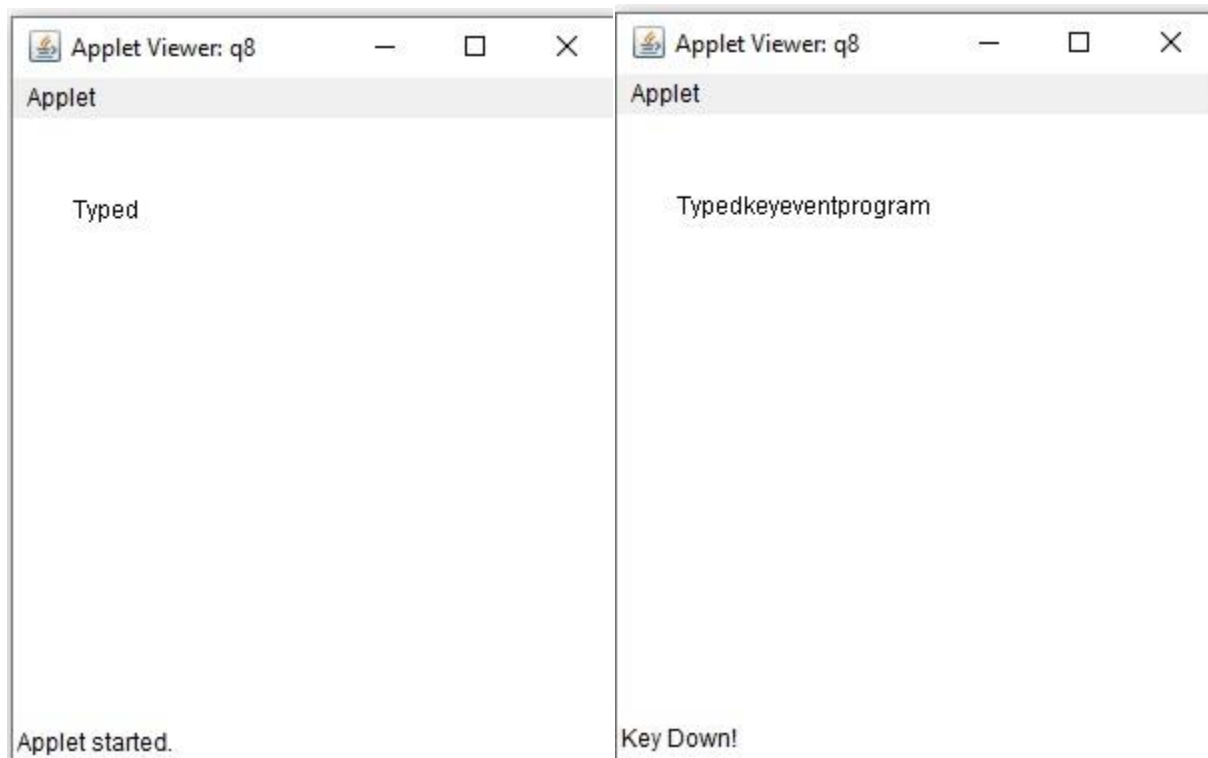 Applet Viewer: q8
Applet
Typed
Applet started.
Applet Viewer: q8
Applet
Typedkeyeventprogram
Key Down!